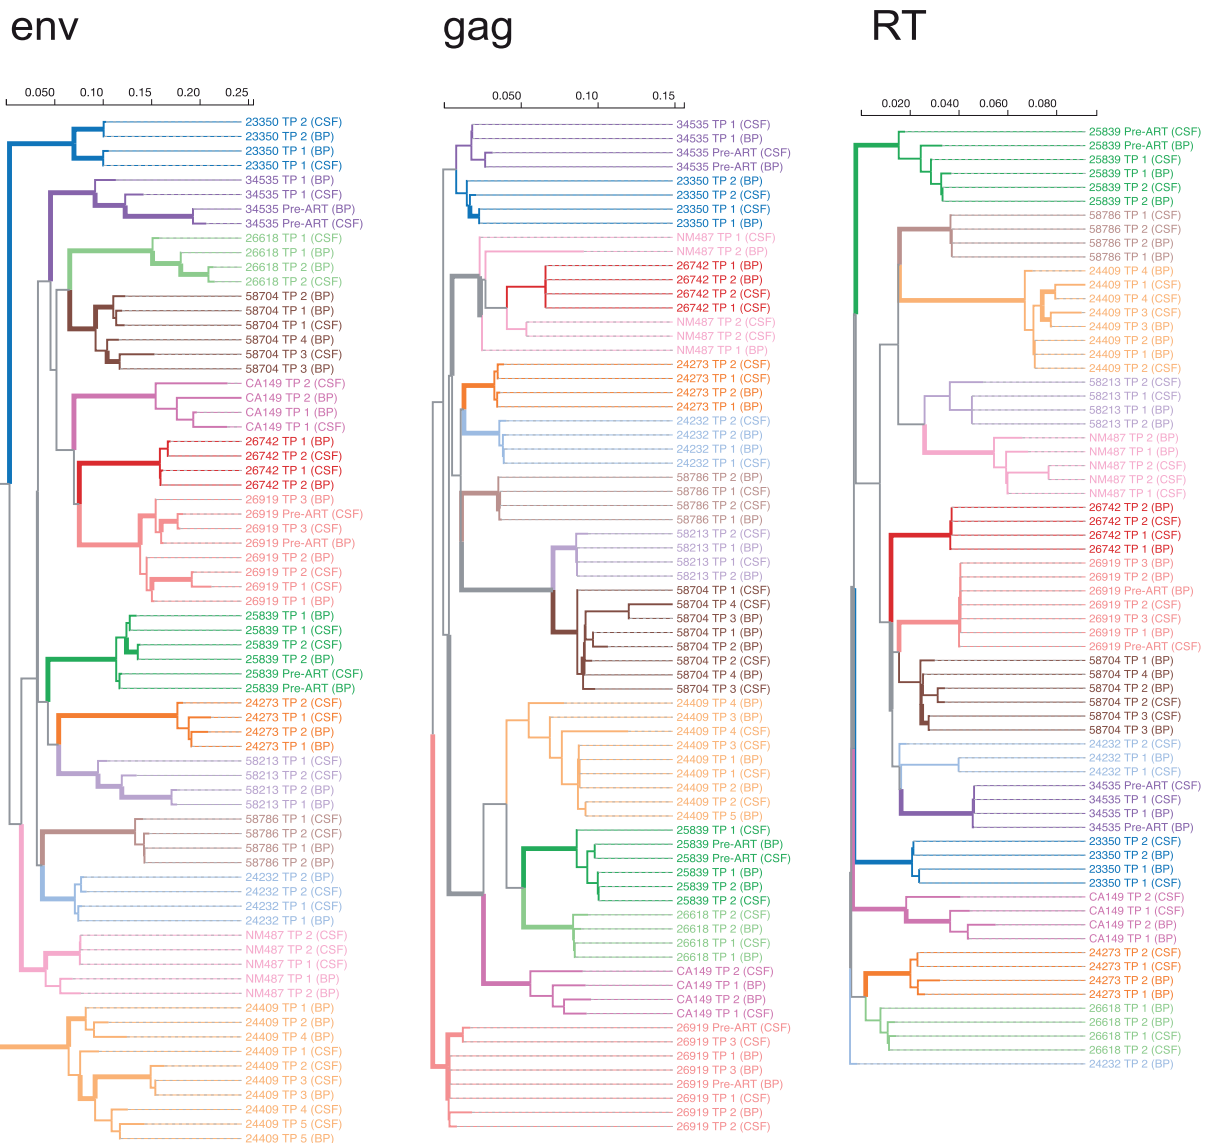 env
0.050 0.10 0.15 0.20 0.25
23350 TP 2 (CSF)
23350 TP 2 (BP)
23350 TP 1 (BP)
23350 TP 1 (CSF)
34535 TP 1 (BP)
34535 TP 1 (CSF)
34535 Pre-ART (BP)
34535 Pre-ART (CSF)
26618 TP 1 (CSF)
26618 TP 1 (BP)
26618 TP 2 (BP)
26618 TP 2 (CSF)
58704 TP 2 (BP)
58704 TP 1 (BP)
58704 TP 1 (CSF)
58704 TP 4 (BP)
58704 TP 3 (CSF)
58704 TP 3 (BP)
CA149 TP 2 (CSF)
CA149 TP 2 (BP)
CA149 TP 1 (BP)
CA149 TP 1 (CSF)
26742 TP 1 (BP)
26742 TP 2 (CSF)
26742 TP 1 (CSF)
26742 TP 2 (BP)
26919 TP 3 (BP)
26919 Pre-ART (CSF)
26919 TP 3 (CSF)
26919 Pre-ART (BP)
26919 TP 2 (BP)
26919 TP 2 (CSF)
26919 TP 1 (CSF)
26919 TP 1 (BP)
25839 TP 1 (BP)
25839 TP 1 (CSF)
25839 TP 2 (CSF)
25839 TP 2 (BP)
25839 Pre-ART (CSF)
25839 Pre-ART (BP)
24273 TP 2 (CSF)
24273 TP 1 (CSF)
24273 TP 2 (BP)
24273 TP 1 (BP)
58213 TP 1 (CSF)
58213 TP 2 (CSF)
58213 TP 2 (BP)
58213 TP 1 (BP)
58786 TP 1 (CSF)
58786 TP 2 (CSF)
58786 TP 1 (BP)
58786 TP 2 (BP)
24232 TP 2 (BP)
24232 TP 2 (CSF)
24232 TP 1 (CSF)
24232 TP 1 (BP)
NM487 TP 2 (CSF)
NM487 TP 2 (CSF)
NM487 TP 1 (CSF)
NM487 TP 1 (BP)
NM487 TP 2 (BP)
24409 TP 1 (BP)
24409 TP 2 (BP)
24409 TP 4 (BP)
24409 TP 1 (CSF)
24409 TP 2 (CSF)
24409 TP 3 (CSF)
24409 TP 3 (BP)
24409 TP 4 (CSF)
24409 TP 5 (CSF)
24409 TP 5 (BP)
gag
0.050 0.10 0.15
34535 TP 1 (CSF)
34535 TP 1 (BP)
34535 Pre-ART (CSF)
34535 Pre-ART (BP)
23350 TP 2 (BP)
23350 TP 2 (CSF)
23350 TP 1 (CSF)
23350 TP 1 (BP)
NM487 TP 1 (CSF)
NM487 TP 2 (BP)
26742 TP 1 (BP)
26742 TP 2 (BP)
26742 TP 2 (CSF)
26742 TP 1 (CSF)
NM487 TP 2 (CSF)
NM487 TP 2 (CSF)
NM487 TP 1 (BP)
24273 TP 2 (CSF)
24273 TP 1 (CSF)
24273 TP 2 (BP)
24273 TP 1 (BP)
24232 TP 2 (CSF)
24232 TP 2 (BP)
24232 TP 1 (BP)
24232 TP 1 (CSF)
58786 TP 2 (BP)
58786 TP 1 (CSF)
58786 TP 2 (CSF)
58786 TP 1 (BP)
58213 TP 2 (CSF)
58213 TP 1 (BP)
58213 TP 1 (CSF)
58213 TP 2 (BP)
58704 TP 1 (CSF)
58704 TP 4 (CSF)
58704 TP 3 (BP)
58704 TP 1 (BP)
58704 TP 2 (BP)
58704 TP 2 (CSF)
58704 TP 4 (BP)
58704 TP 3 (CSF)
24409 TP 4 (BP)
24409 TP 3 (BP)
24409 TP 4 (CSF)
24409 TP 3 (CSF)
24409 TP 1 (BP)
24409 TP 1 (CSF)
24409 TP 2 (BP)
24409 TP 2 (CSF)
24409 TP 5 (BP)
25839 TP 1 (CSF)
25839 Pre-ART (BP)
25839 Pre-ART (CSF)
25839 TP 1 (BP)
25839 TP 2 (BP)
25839 TP 2 (CSF)
26618 TP 2 (CSF)
26618 TP 2 (BP)
26618 TP 1 (CSF)
26618 TP 1 (BP)
CA149 TP 2 (CSF)
CA149 TP 1 (BP)
CA149 TP 2 (BP)
CA149 TP 1 (CSF)
26919 Pre-ART (CSF)
26919 TP 3 (CSF)
26919 TP 1 (BP)
26919 TP 3 (BP)
26919 Pre-ART (BP)
26919 TP 1 (CSF)
26919 TP 2 (BP)
26919 TP 2 (CSF)
RT
0.020 0.040 0.060 0.080
25839 Pre-ART (CSF)
25839 Pre-ART (BP)
25839 TP 1 (CSF)
25839 TP 1 (BP)
25839 TP 2 (CSF)
25839 TP 2 (BP)
58786 TP 1 (CSF)
58786 TP 2 (CSF)
58786 TP 2 (BP)
58786 TP 1 (BP)
24409 TP 4 (BP)
24409 TP 1 (CSF)
24409 TP 4 (CSF)
24409 TP 3 (CSF)
24409 TP 3 (BP)
24409 TP 2 (BP)
24409 TP 1 (BP)
24409 TP 2 (CSF)
58213 TP 2 (CSF)
58213 TP 1 (CSF)
58213 TP 1 (BP)
58213 TP 2 (BP)
NM487 TP 2 (BP)
NM487 TP 1 (BP)
NM487 TP 2 (CSF)
NM487 TP 2 (CSF)
NM487 TP 1 (CSF)
26742 TP 2 (BP)
26742 TP 2 (CSF)
26742 TP 1 (CSF)
26742 TP 1 (BP)
26919 TP 3 (BP)
26919 TP 2 (BP)
26919 Pre-ART (BP)
26919 TP 2 (CSF)
26919 TP 3 (CSF)
26919 TP 1 (BP)
26919 Pre-ART (CSF)
58704 TP 1 (BP)
58704 TP 4 (BP)
58704 TP 2 (BP)
58704 TP 2 (CSF)
58704 TP 3 (CSF)
58704 TP 3 (BP)
24232 TP 2 (CSF)
24232 TP 1 (BP)
24232 TP 1 (CSF)
34535 Pre-ART (CSF)
34535 TP 1 (CSF)
34535 TP 1 (BP)
34535 Pre-ART (BP)
23350 TP 2 (CSF)
23350 TP 2 (BP)
23350 TP 1 (BP)
23350 TP 1 (CSF)
CA149 TP 2 (CSF)
CA149 TP 1 (CSF)
CA149 TP 2 (BP)
CA149 TP 1 (BP)
24273 TP 2 (CSF)
24273 TP 1 (CSF)
24273 TP 2 (BP)
24273 TP 1 (BP)
26618 TP 1 (BP)
26618 TP 2 (BP)
26618 TP 1 (CSF)
26618 TP 2 (CSF)
24232 TP 2 (BP)